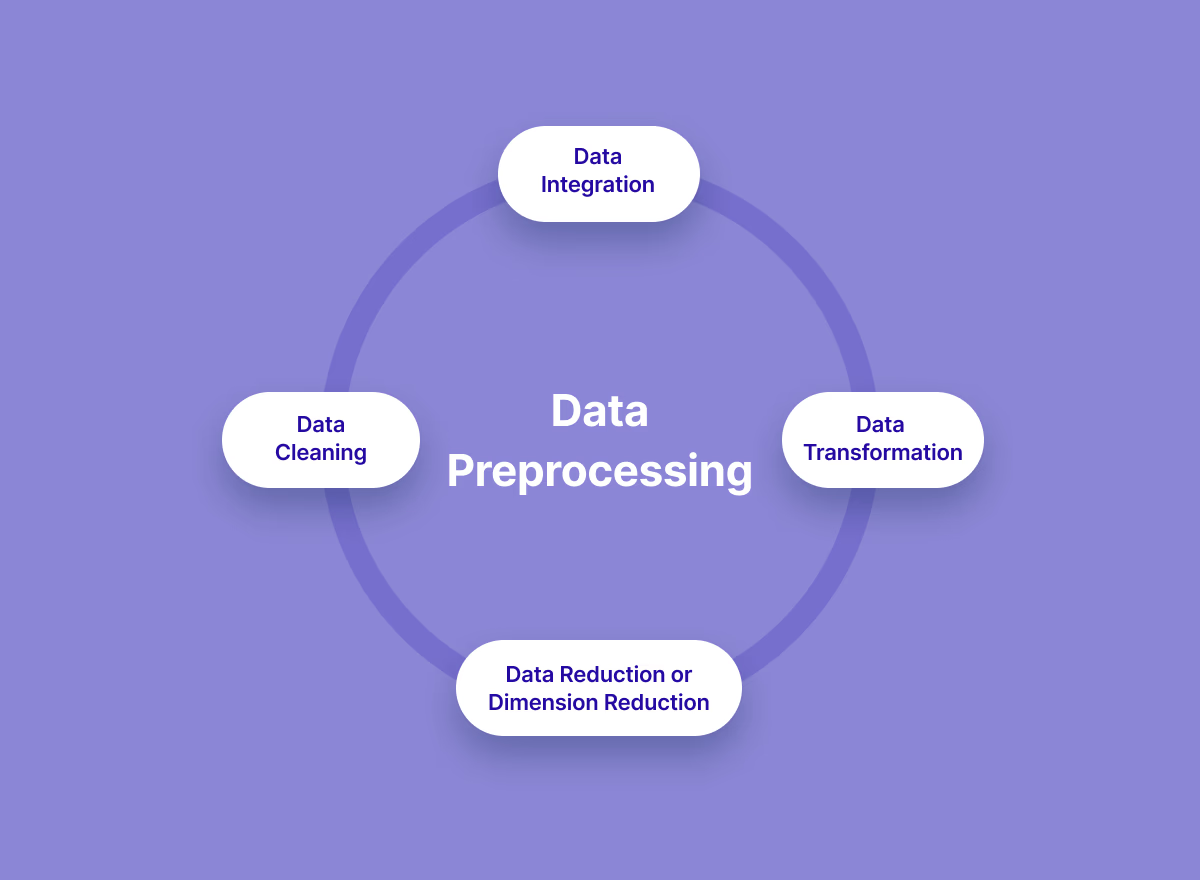 Data
Integration
Data
Cleaning
Data
Preprocessing
Data
Transformation
Data Reduction or
Dimension Reduction